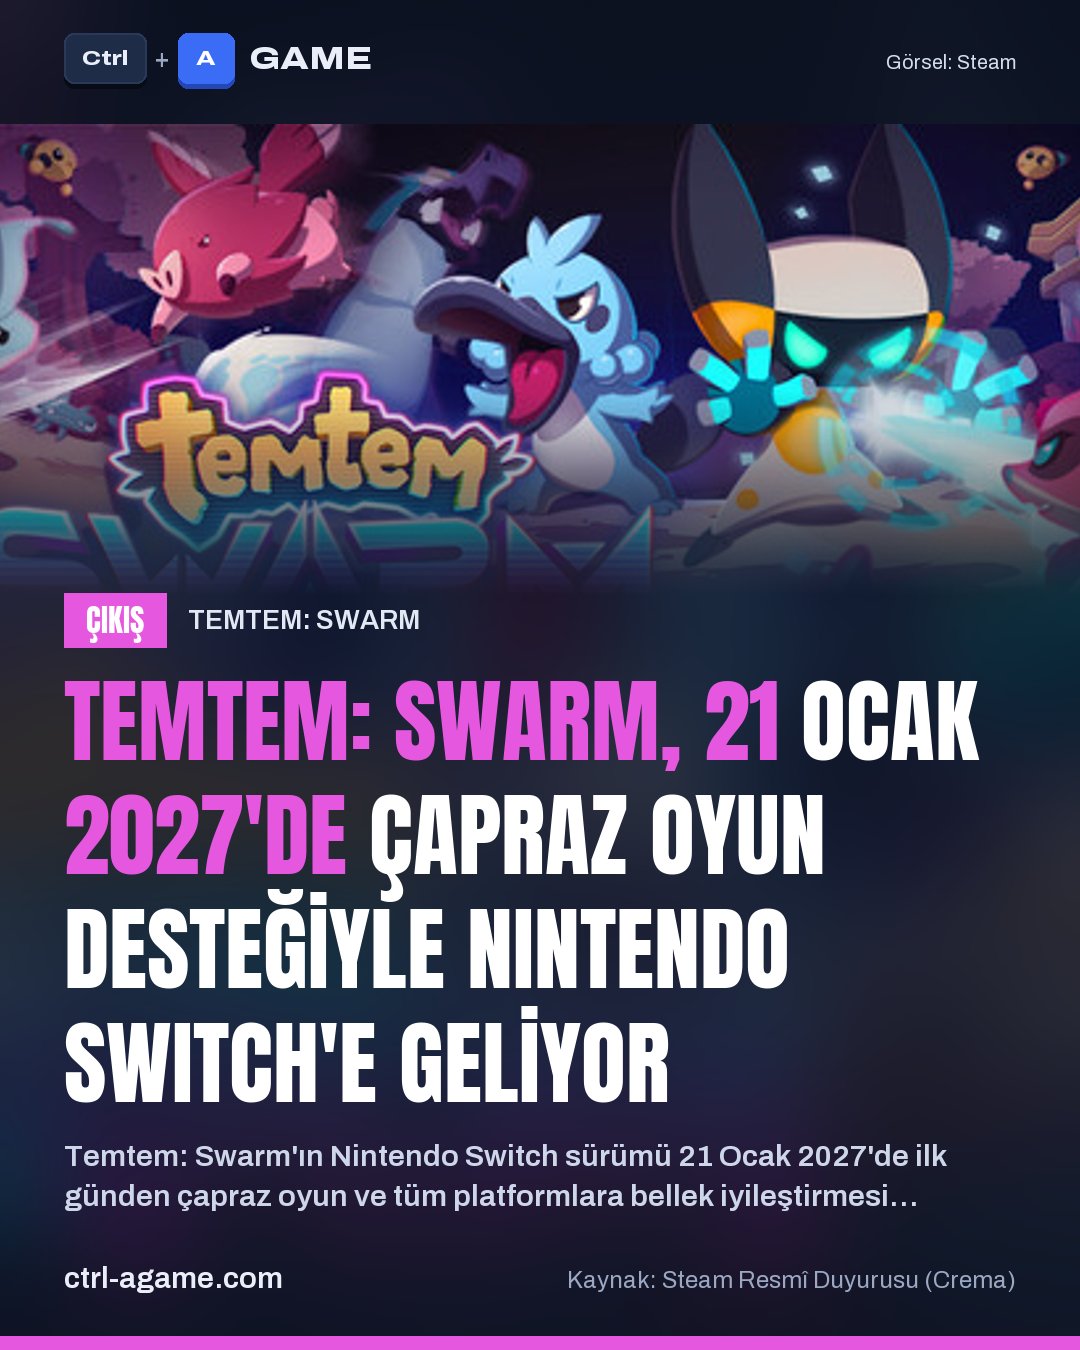 Ctrl + A GAME
Görsel: Steam
temtem
SWARM
ÇIKIŞ
TEMTEM: SWARM
TEMTEM: SWARM, 21 OCAK
2027'DE ÇAPRAZ OYUN
DESTEĞİYLE NINTENDO
SWITCH'E GELİYOR
Temtem: Swarm'ın Nintendo Switch sürümü 21 Ocak 2027'de ilk
günden çapraz oyun ve tüm platformlara bellek iyileştirmesi...
ctrl-agame.com
Kaynak: Steam Resmî Duyurusu (Crema)